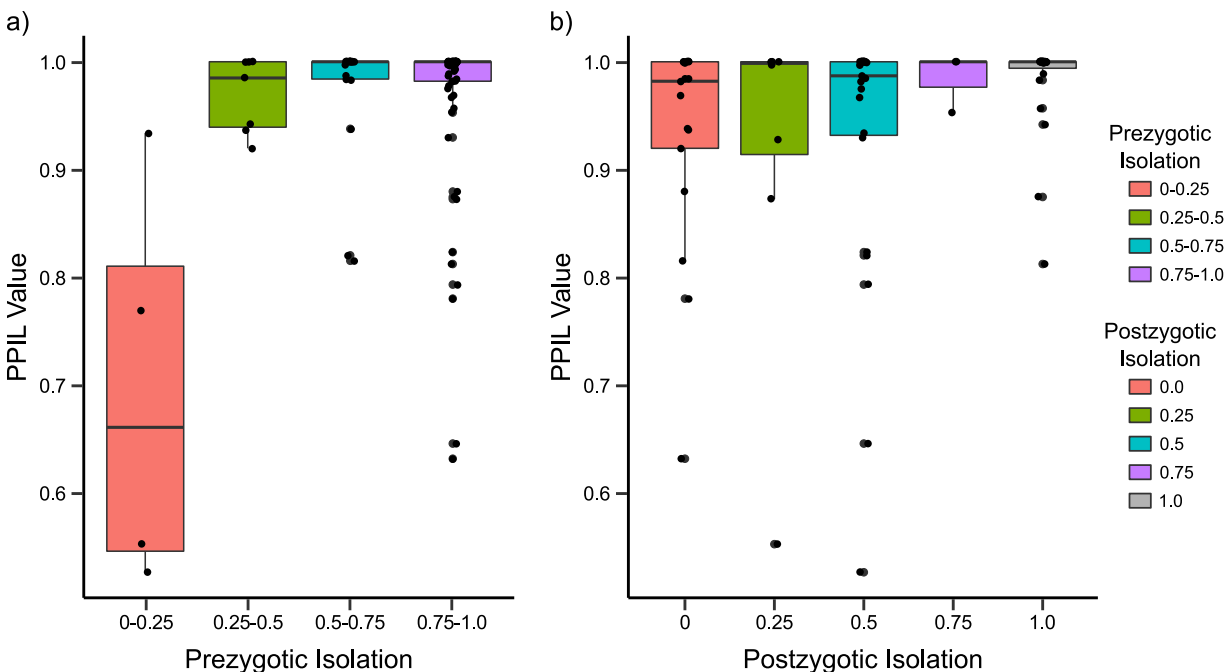 a)
PPIL Value
1.0
0.9
0.8
0.7
0.6
0-0.25
0.25-0.5
0.5-0.75
0.75-1.0
Prezygotic Isolation
b)
PPIL Value
1.0
0.9
0.8
0.7
0.6
0
0.25
0.5
0.75
1.0
Postzygotic Isolation
Prezygotic
Isolation
0-0.25
0.25-0.5
0.5-0.75
0.75-1.0
Postzygotic
Isolation
0.0
0.25
0.5
0.75
1.0